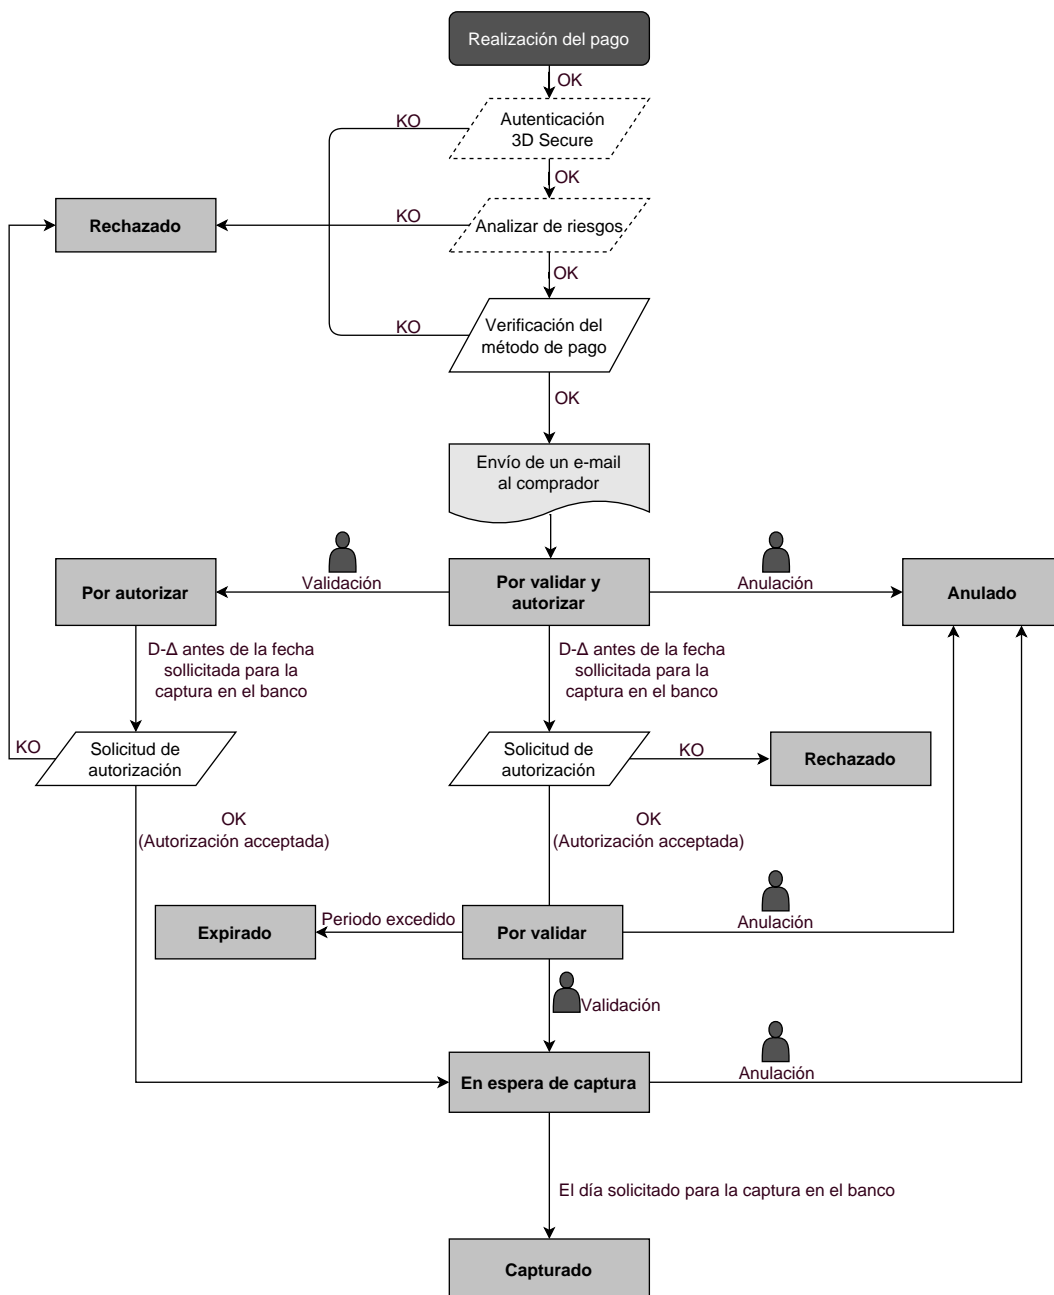 Realización del pago
OK
KO
Autenticación
3D Secure
OK
Rechazado
KO
Analizar de riesgos
OK
KO
Verificación del
método de pago
OK
Envío de un e-mail
al comprador
Validación
Anulación
Por autorizar
Por validar y
autorizar
Anulado
D-Δ antes de la fecha
sollicitada para la
captura en el banco
D-Δ antes de la fecha
sollicitada para la
captura en el banco
KO
Solicitud de
autorización
Solicitud de
autorización
KO
Rechazado
OK
(Autorización acceptada)
OK
(Autorización acceptada)
Expirado
Periodo excedido
Por validar
Anulación
Validación
En espera de captura
Anulación
El día solicitado para la captura en el banco
Capturado